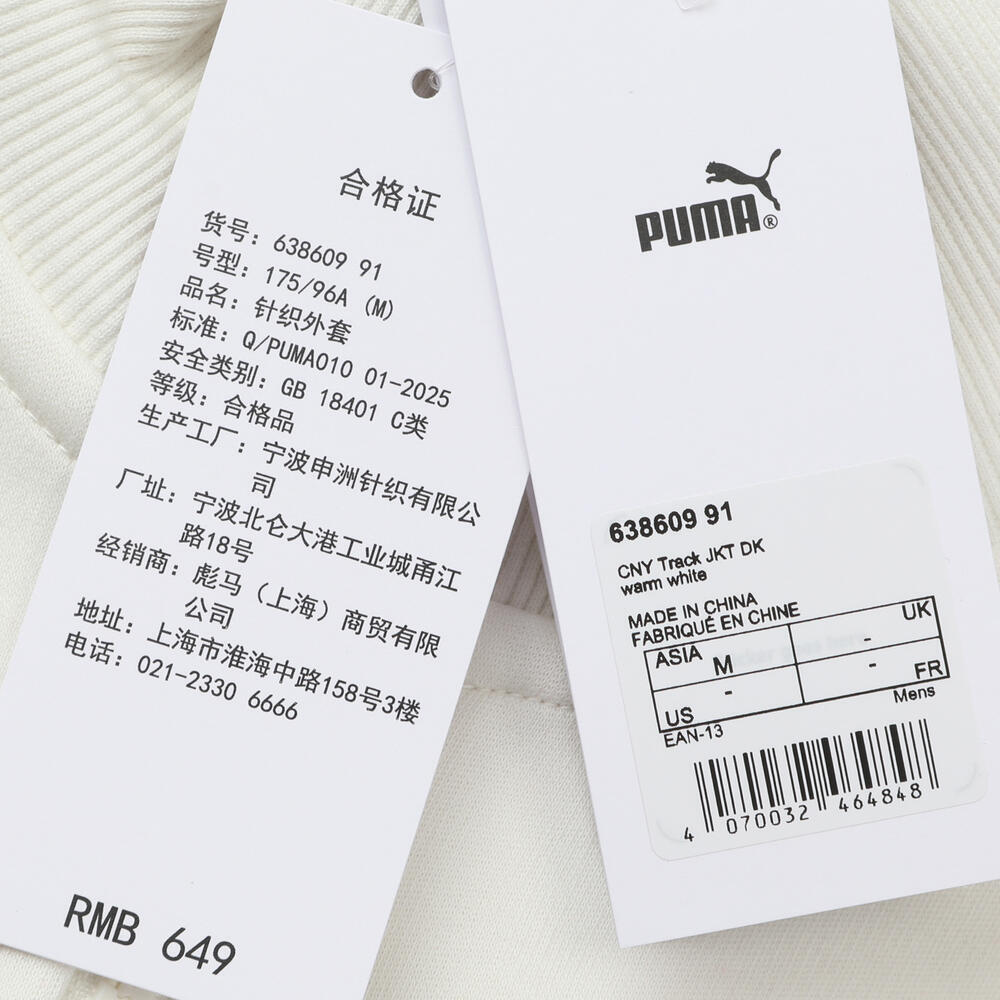 合格证
货号：638609 91
号型：175/96A (M)
品名：针织外套
标准：Q/PUMA010 01-2025
安全类别：GB 18401 C类
等级：合格品
生产工厂：宁波申洲针织有限公
司
厂址：宁波北仑大港工业城甬江
路18号
经销商：彪马（上海）商贸有限
公司
地址：上海市淮海中路158号3楼
电话：021-2330 6666
RMB 649
PUMA®
638609 91
CNY Track JKT DK
warm white
MADE IN CHINA
FABRIQUÉ EN CHINE
ASIA M
- UK
US -
- FR
EAN-13
Mens
4 070032 464848